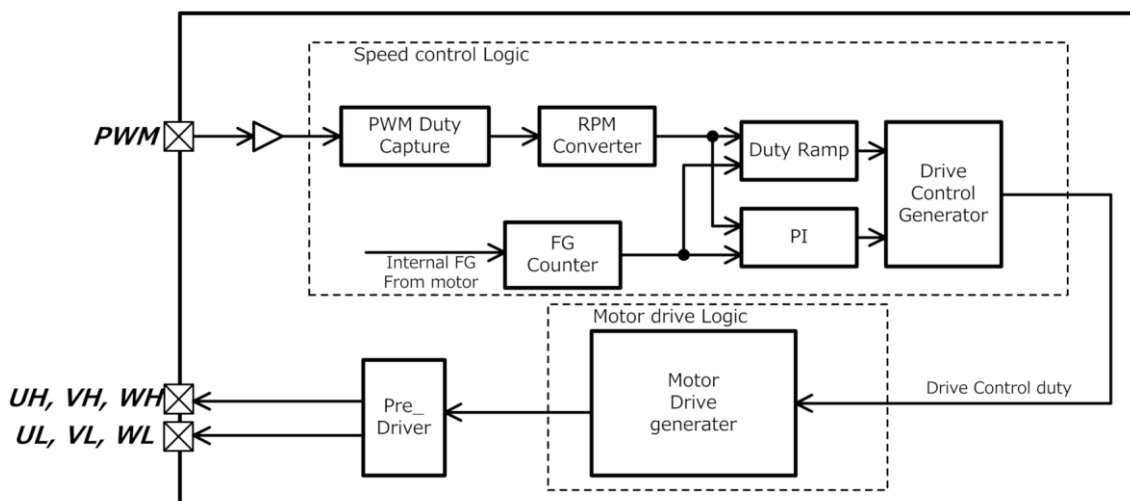 Speed control Logic
PWM
PWM Duty
Capture
RPM
Converter
Duty Ramp
Drive
Control
Generator
PI
FG
Counter
Internal FG
From motor
Motor drive Logic
Motor
Drive
generater
Drive Control duty
Pre_
Driver
UH, VH, WH
UL, VL, WL